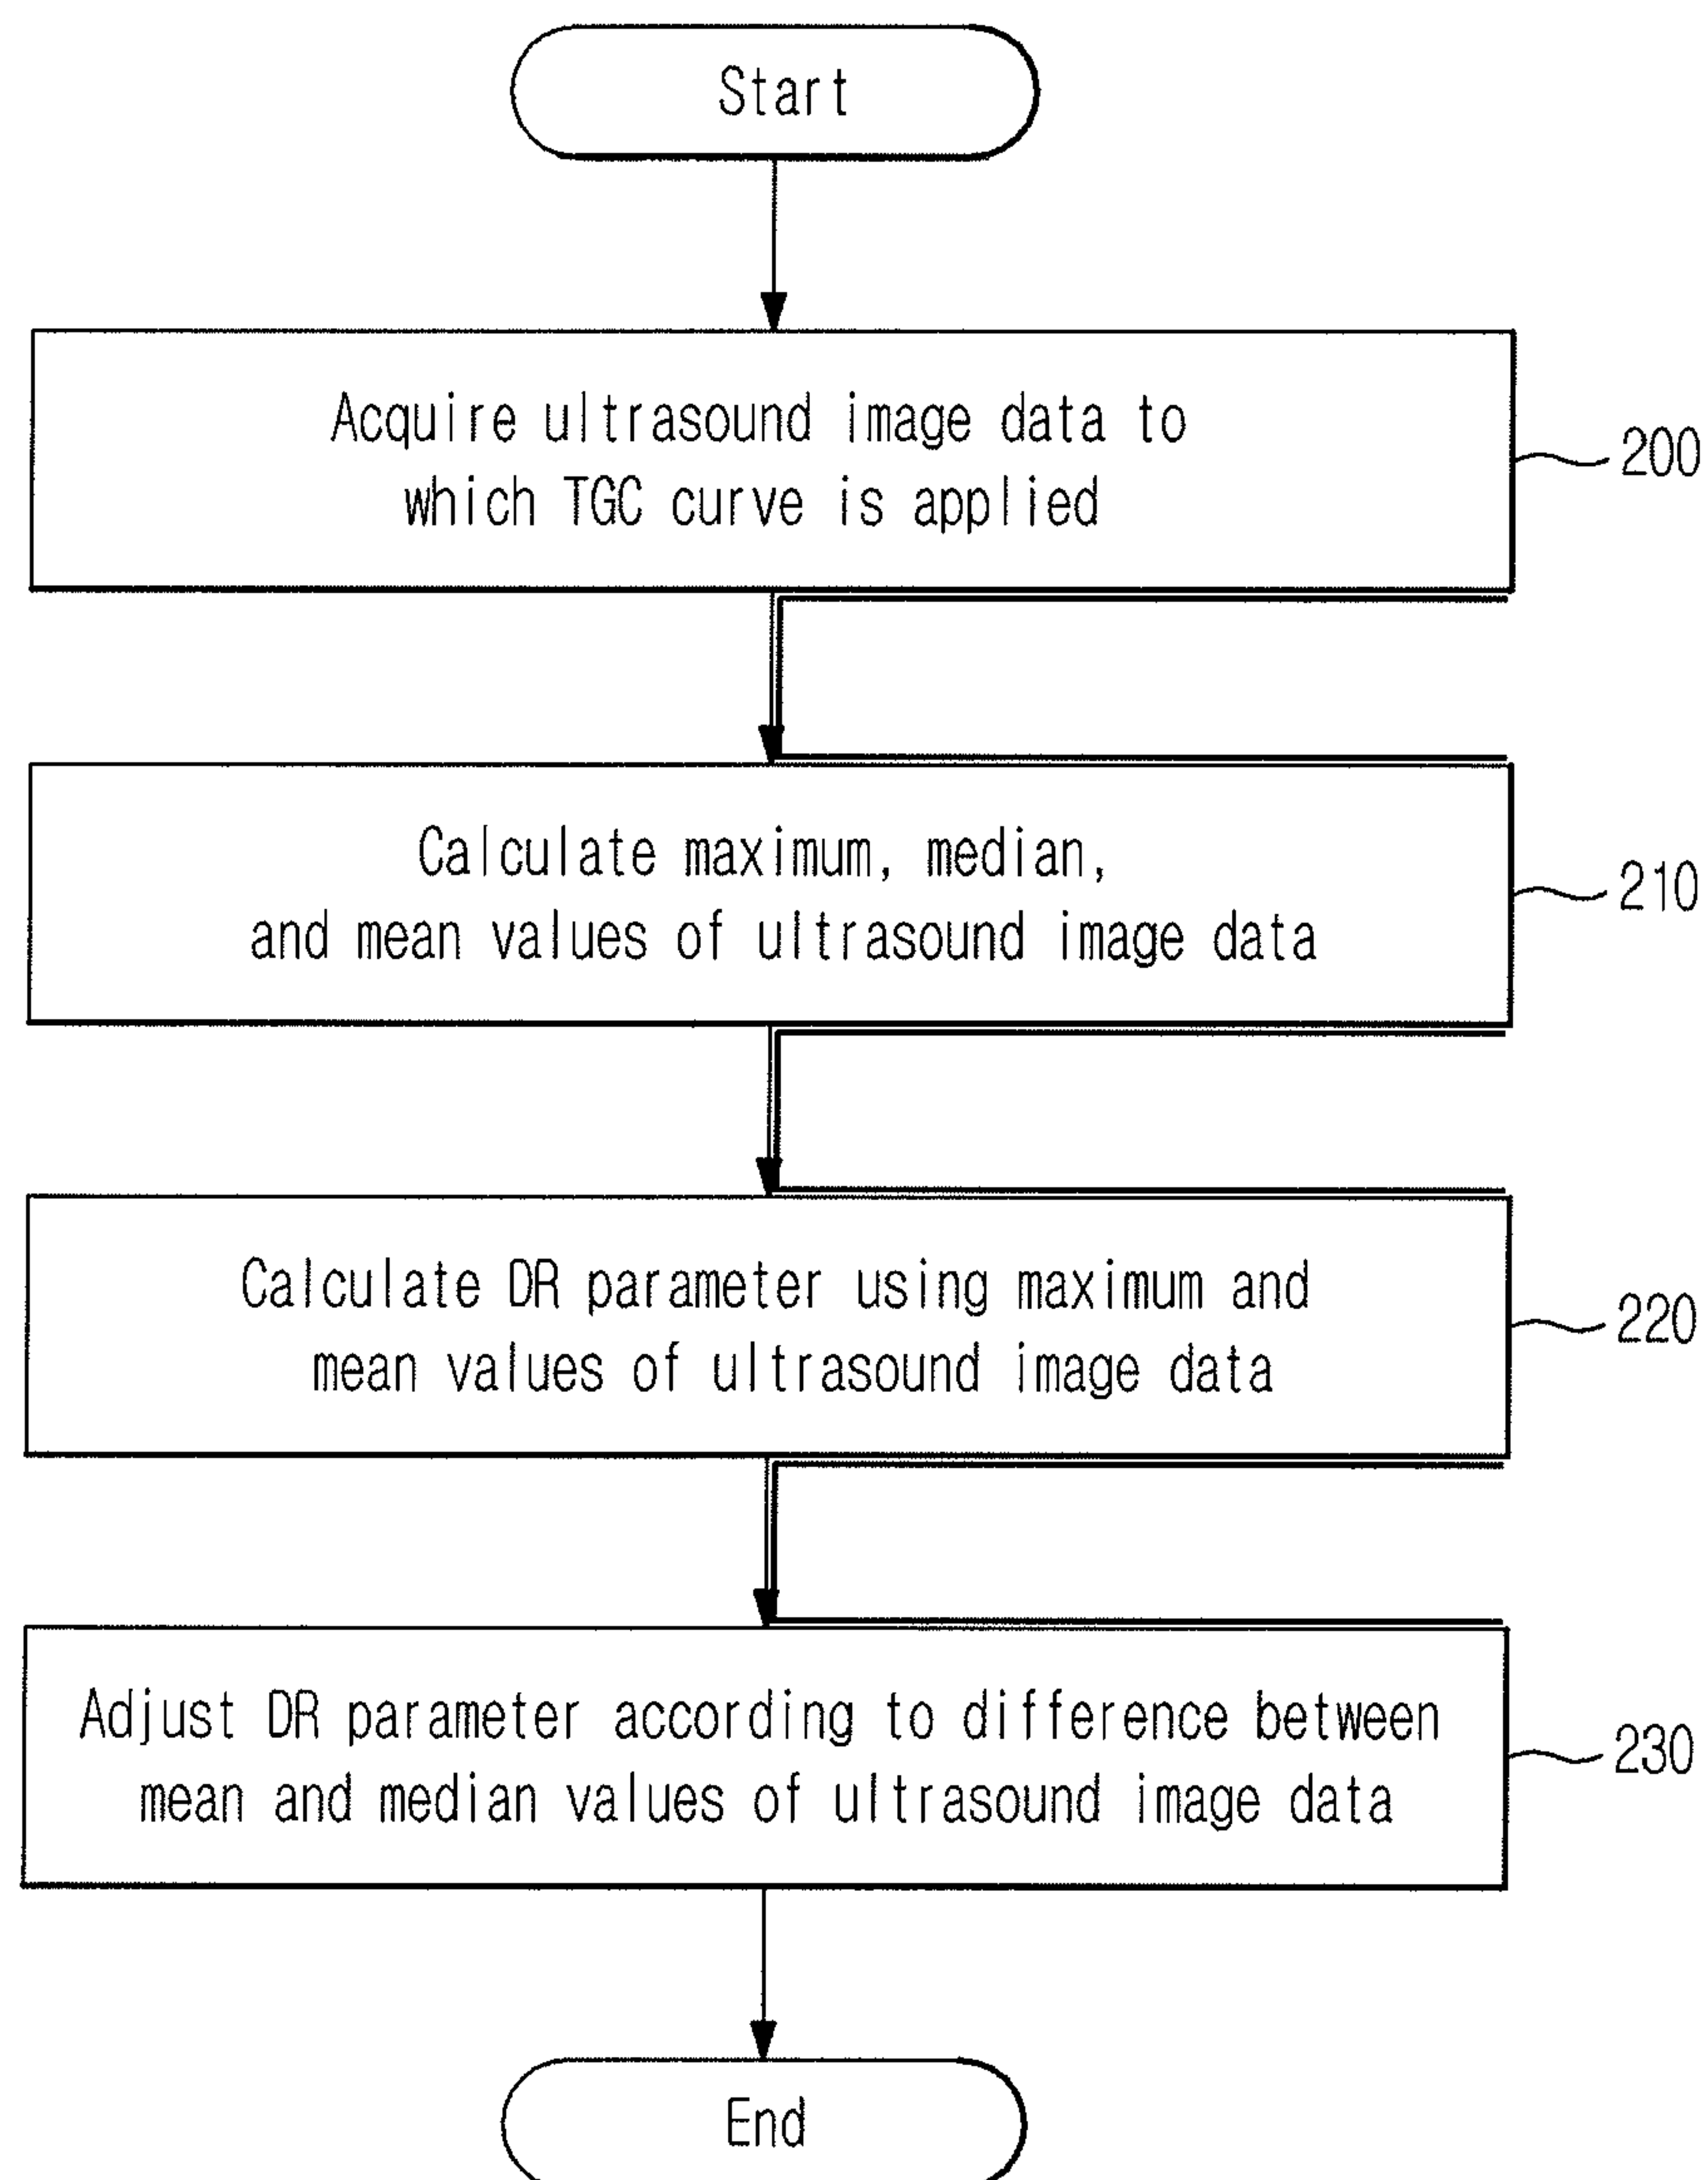 Start
Acquire ultrasound image data to
which TGC curve is applied
200
Calculate maximum, median,
and mean values of ultrasound image data
210
Calculate DR parameter using maximum and
mean values of ultrasound image data
220
Adjust DR parameter according to difference between
mean and median values of ultrasound image data
230
End